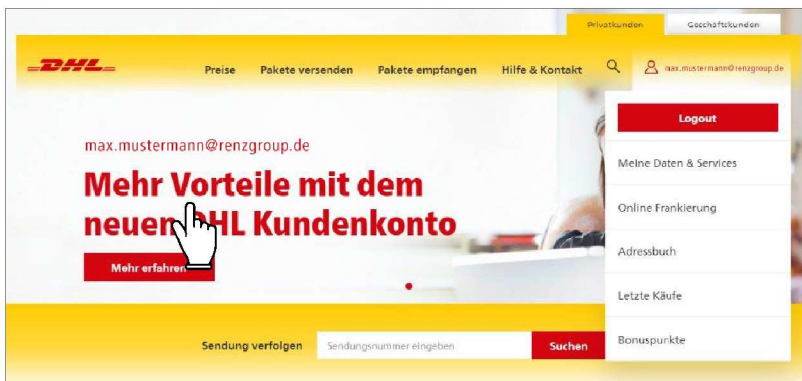 Privatkunden Geschäftskunden
DHL
Preise Pakete versenden Pakete empfangen Hilfe & Kontakt max.mustermann@renzgroup.de
Logout
Meine Daten & Services
Online Frankierung
Adressbuch
Letzte Käufe
Bonuspunkte
max.mustermann@renzgroup.de
Mehr Vorteile mit dem
neuen DHL Kundenkonto
Mehr erfahren
Sendung verfolgen Sendungsnummer eingeben Suchen